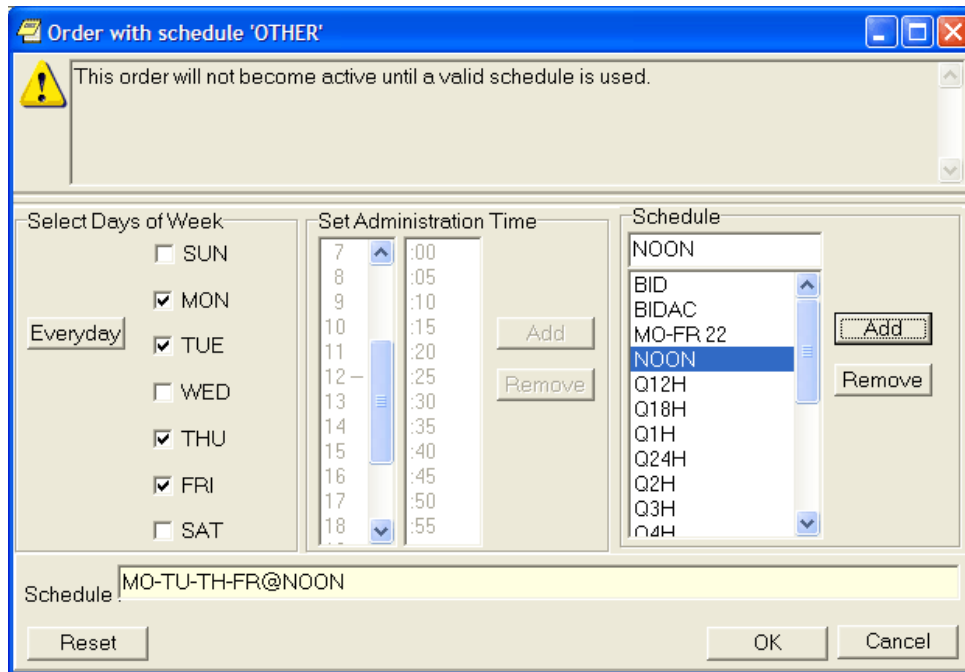 Order with schedule 'OTHER'
This order will not become active until a valid schedule is used.
Select Days of Week
SUN
MON
Everyday
TUE
WED
THU
FRI
SAT
Set Administration Time
7 :00
8 :05
9 :10
10 :15
11 :20
12 – :25
13 :30
14 :35
15 :40
16 :45
17 :50
18 :55
Add
Remove
Schedule
NOON
BID
BIDAC
MO-FR 22
NOON
Q12H
Q18H
Q1H
Q24H
Q2H
Q3H
Q4H
Add
Remove
Schedule : MO-TU-TH-FR@NOON
Reset
OK
Cancel